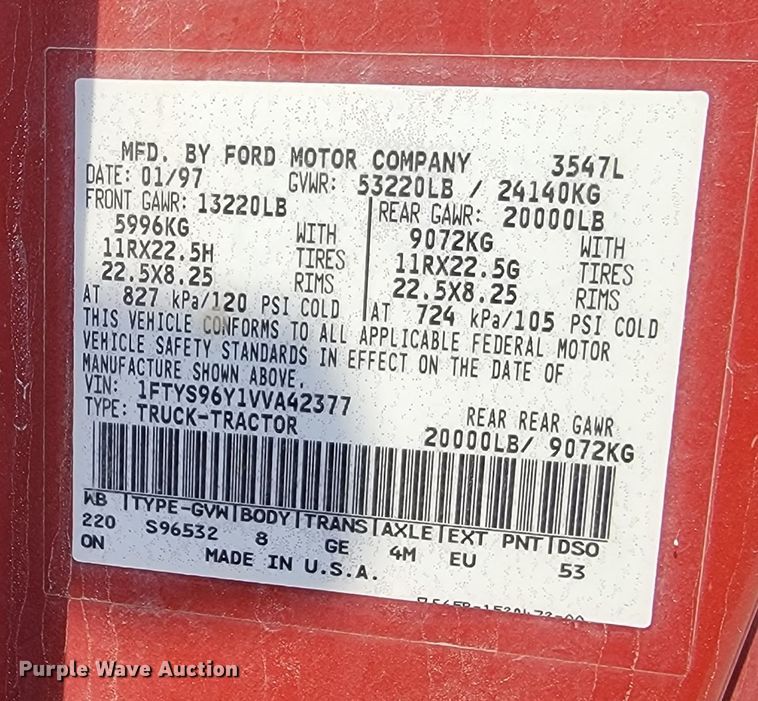 MFD. BY FORD MOTOR COMPANY 3547L
DATE: 01/97 GVWR: 53220LB / 24140KG
FRONT GAWR: 13220LB REAR GAWR: 20000LB
5996KG WITH 9072KG WITH
11RX22.5H TIRES 11RX22.5G TIRES
22.5X8.25 RIMS 22.5X8.25 RIMS
AT 827 kPa/120 PSI COLD AT 724 kPa/105 PSI COLD
THIS VEHICLE CONFORMS TO ALL APPLICABLE FEDERAL MOTOR
VEHICLE SAFETY STANDARDS IN EFFECT ON THE DATE OF
MANUFACTURE SHOWN ABOVE.
VIN: 1FTYS96Y1VVA42377
TYPE: TRUCK-TRACTOR REAR REAR GAWR
20000LB/ 9072KG
WB TYPE-GVW BODY TRANS AXLE EXT PNT DSO
220 S96532 8 GE 4M EU 53
ON MADE IN U.S.A.
Purple Wave Auction